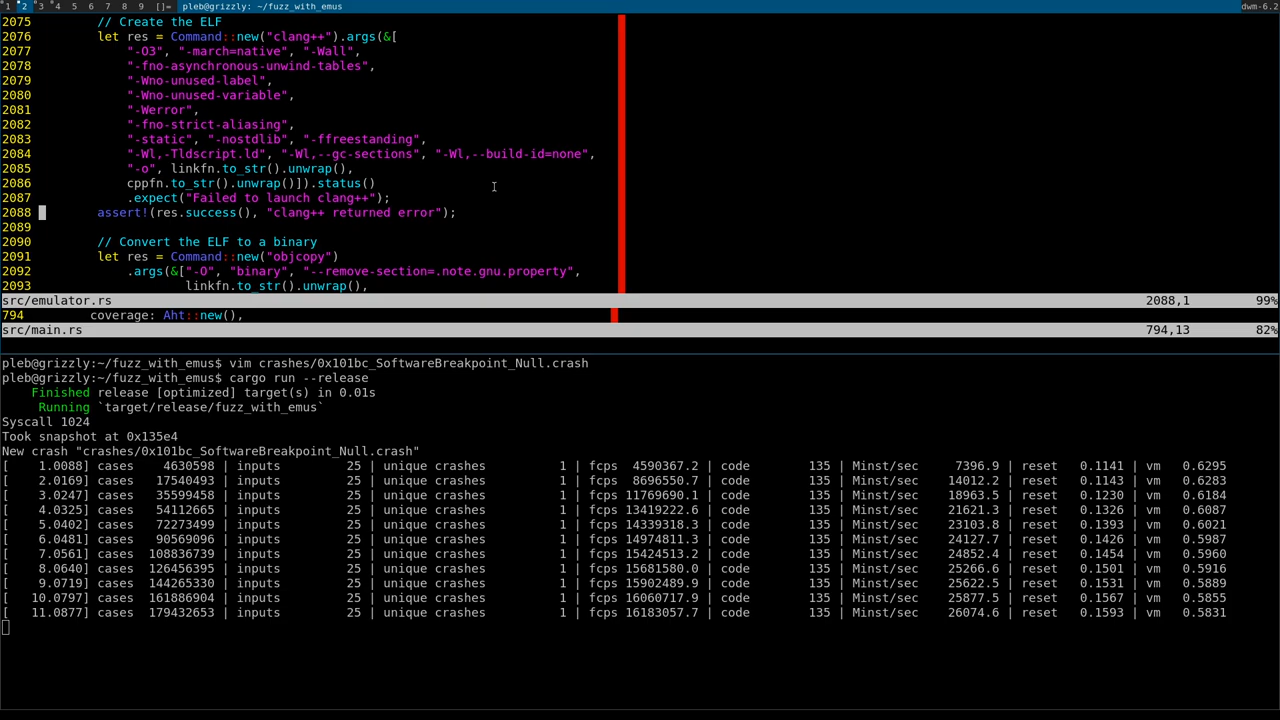 1 2 3 4 5 6 7 8 9 []= pleb@grizzly: ~/fuzz_with_emus dwm-6.2
2075 // Create the ELF
2076 let res = Command::new("clang++").args(&[
2077 "-O3", "-march=native", "-Wall",
2078 "-fno-asynchronous-unwind-tables",
2079 "-Wno-unused-label",
2080 "-Wno-unused-variable",
2081 "-Werror",
2082 "-fno-strict-aliasing",
2083 "-static", "-nostdlib", "-ffreestanding",
2084 "-Wl,-Tldscript.ld", "-Wl,--gc-sections", "-Wl,--build-id=none",
2085 "-o", linkfn.to_str().unwrap(),
2086 cppfn.to_str().unwrap()]).status()
2087 .expect("Failed to launch clang++");
2088 assert!(res.success(), "clang++ returned error");
2089
2090 // Convert the ELF to a binary
2091 let res = Command::new("objcopy")
2092 .args(&["-O", "binary", "--remove-section=.note.gnu.property",
2093 linkfn.to_str().unwrap(),
src/emulator.rs 2088,1 99%
794 coverage: Aht::new(),
src/main.rs 794,13 82%
pleb@grizzly:~/fuzz_with_emus$ vim crashes/0x101bc_SoftwareBreakpoint_Null.crash
pleb@grizzly:~/fuzz_with_emus$ cargo run --release
Finished release [optimized] target(s) in 0.01s
Running `target/release/fuzz_with_emus`
Syscall 1024
Took snapshot at 0x135e4
New crash "crashes/0x101bc_SoftwareBreakpoint_Null.crash"
[ 1.0088] cases 4630598 | inputs 25 | unique crashes 1 | fcps 4590367.2 | code 135 | Minst/sec 7396.9 | reset 0.1141 | vm 0.6295
[ 2.0169] cases 17540493 | inputs 25 | unique crashes 1 | fcps 8696550.7 | code 135 | Minst/sec 14012.2 | reset 0.1143 | vm 0.6283
[ 3.0247] cases 35599458 | inputs 25 | unique crashes 1 | fcps 11769690.1 | code 135 | Minst/sec 18963.5 | reset 0.1230 | vm 0.6184
[ 4.0325] cases 54112665 | inputs 25 | unique crashes 1 | fcps 13419222.6 | code 135 | Minst/sec 21621.3 | reset 0.1326 | vm 0.6087
[ 5.0402] cases 72273499 | inputs 25 | unique crashes 1 | fcps 14339318.3 | code 135 | Minst/sec 23103.8 | reset 0.1393 | vm 0.6021
[ 6.0481] cases 90569096 | inputs 25 | unique crashes 1 | fcps 14974811.3 | code 135 | Minst/sec 24127.7 | reset 0.1426 | vm 0.5987
[ 7.0561] cases 108836739 | inputs 25 | unique crashes 1 | fcps 15424513.2 | code 135 | Minst/sec 24852.4 | reset 0.1454 | vm 0.5960
[ 8.0640] cases 126456395 | inputs 25 | unique crashes 1 | fcps 15681580.0 | code 135 | Minst/sec 25266.6 | reset 0.1501 | vm 0.5916
[ 9.0719] cases 144265330 | inputs 25 | unique crashes 1 | fcps 15902489.9 | code 135 | Minst/sec 25622.5 | reset 0.1531 | vm 0.5889
[ 10.0797] cases 161886904 | inputs 25 | unique crashes 1 | fcps 16060717.9 | code 135 | Minst/sec 25877.5 | reset 0.1567 | vm 0.5855
[ 11.0877] cases 179432653 | inputs 25 | unique crashes 1 | fcps 16183057.7 | code 135 | Minst/sec 26074.6 | reset 0.1593 | vm 0.5831